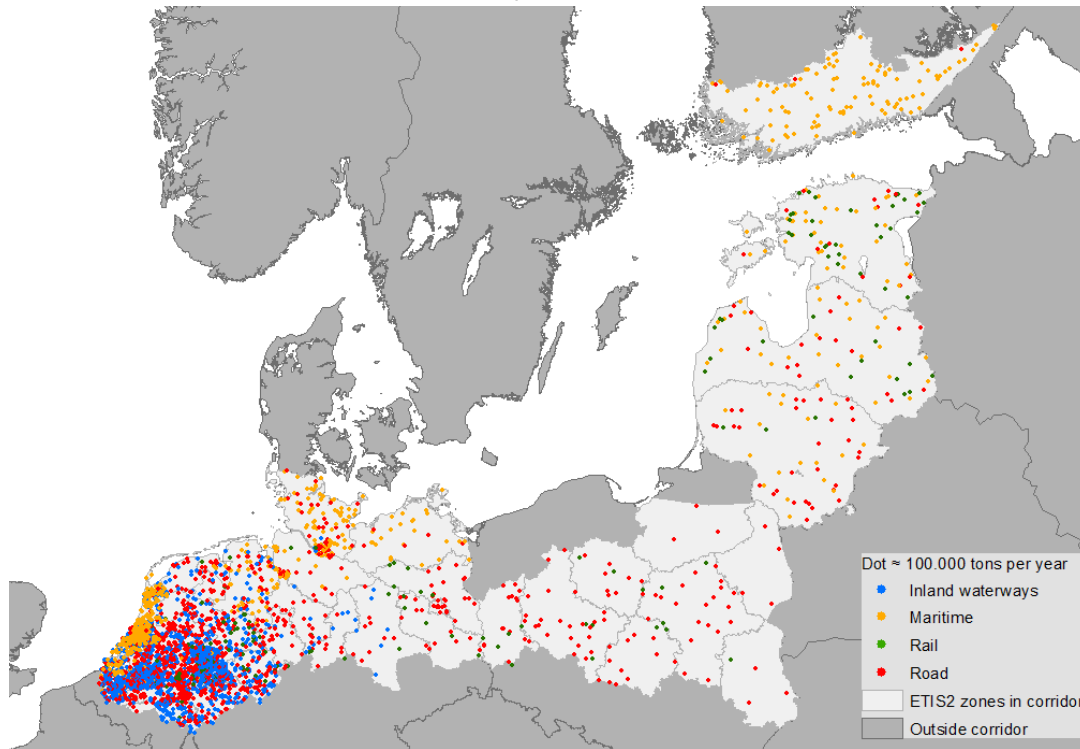 Dot ≈ 100.000 tons per year
Inland waterways
Maritime
Rail
Road
ETIS2 zones in corridor
Outside corridor